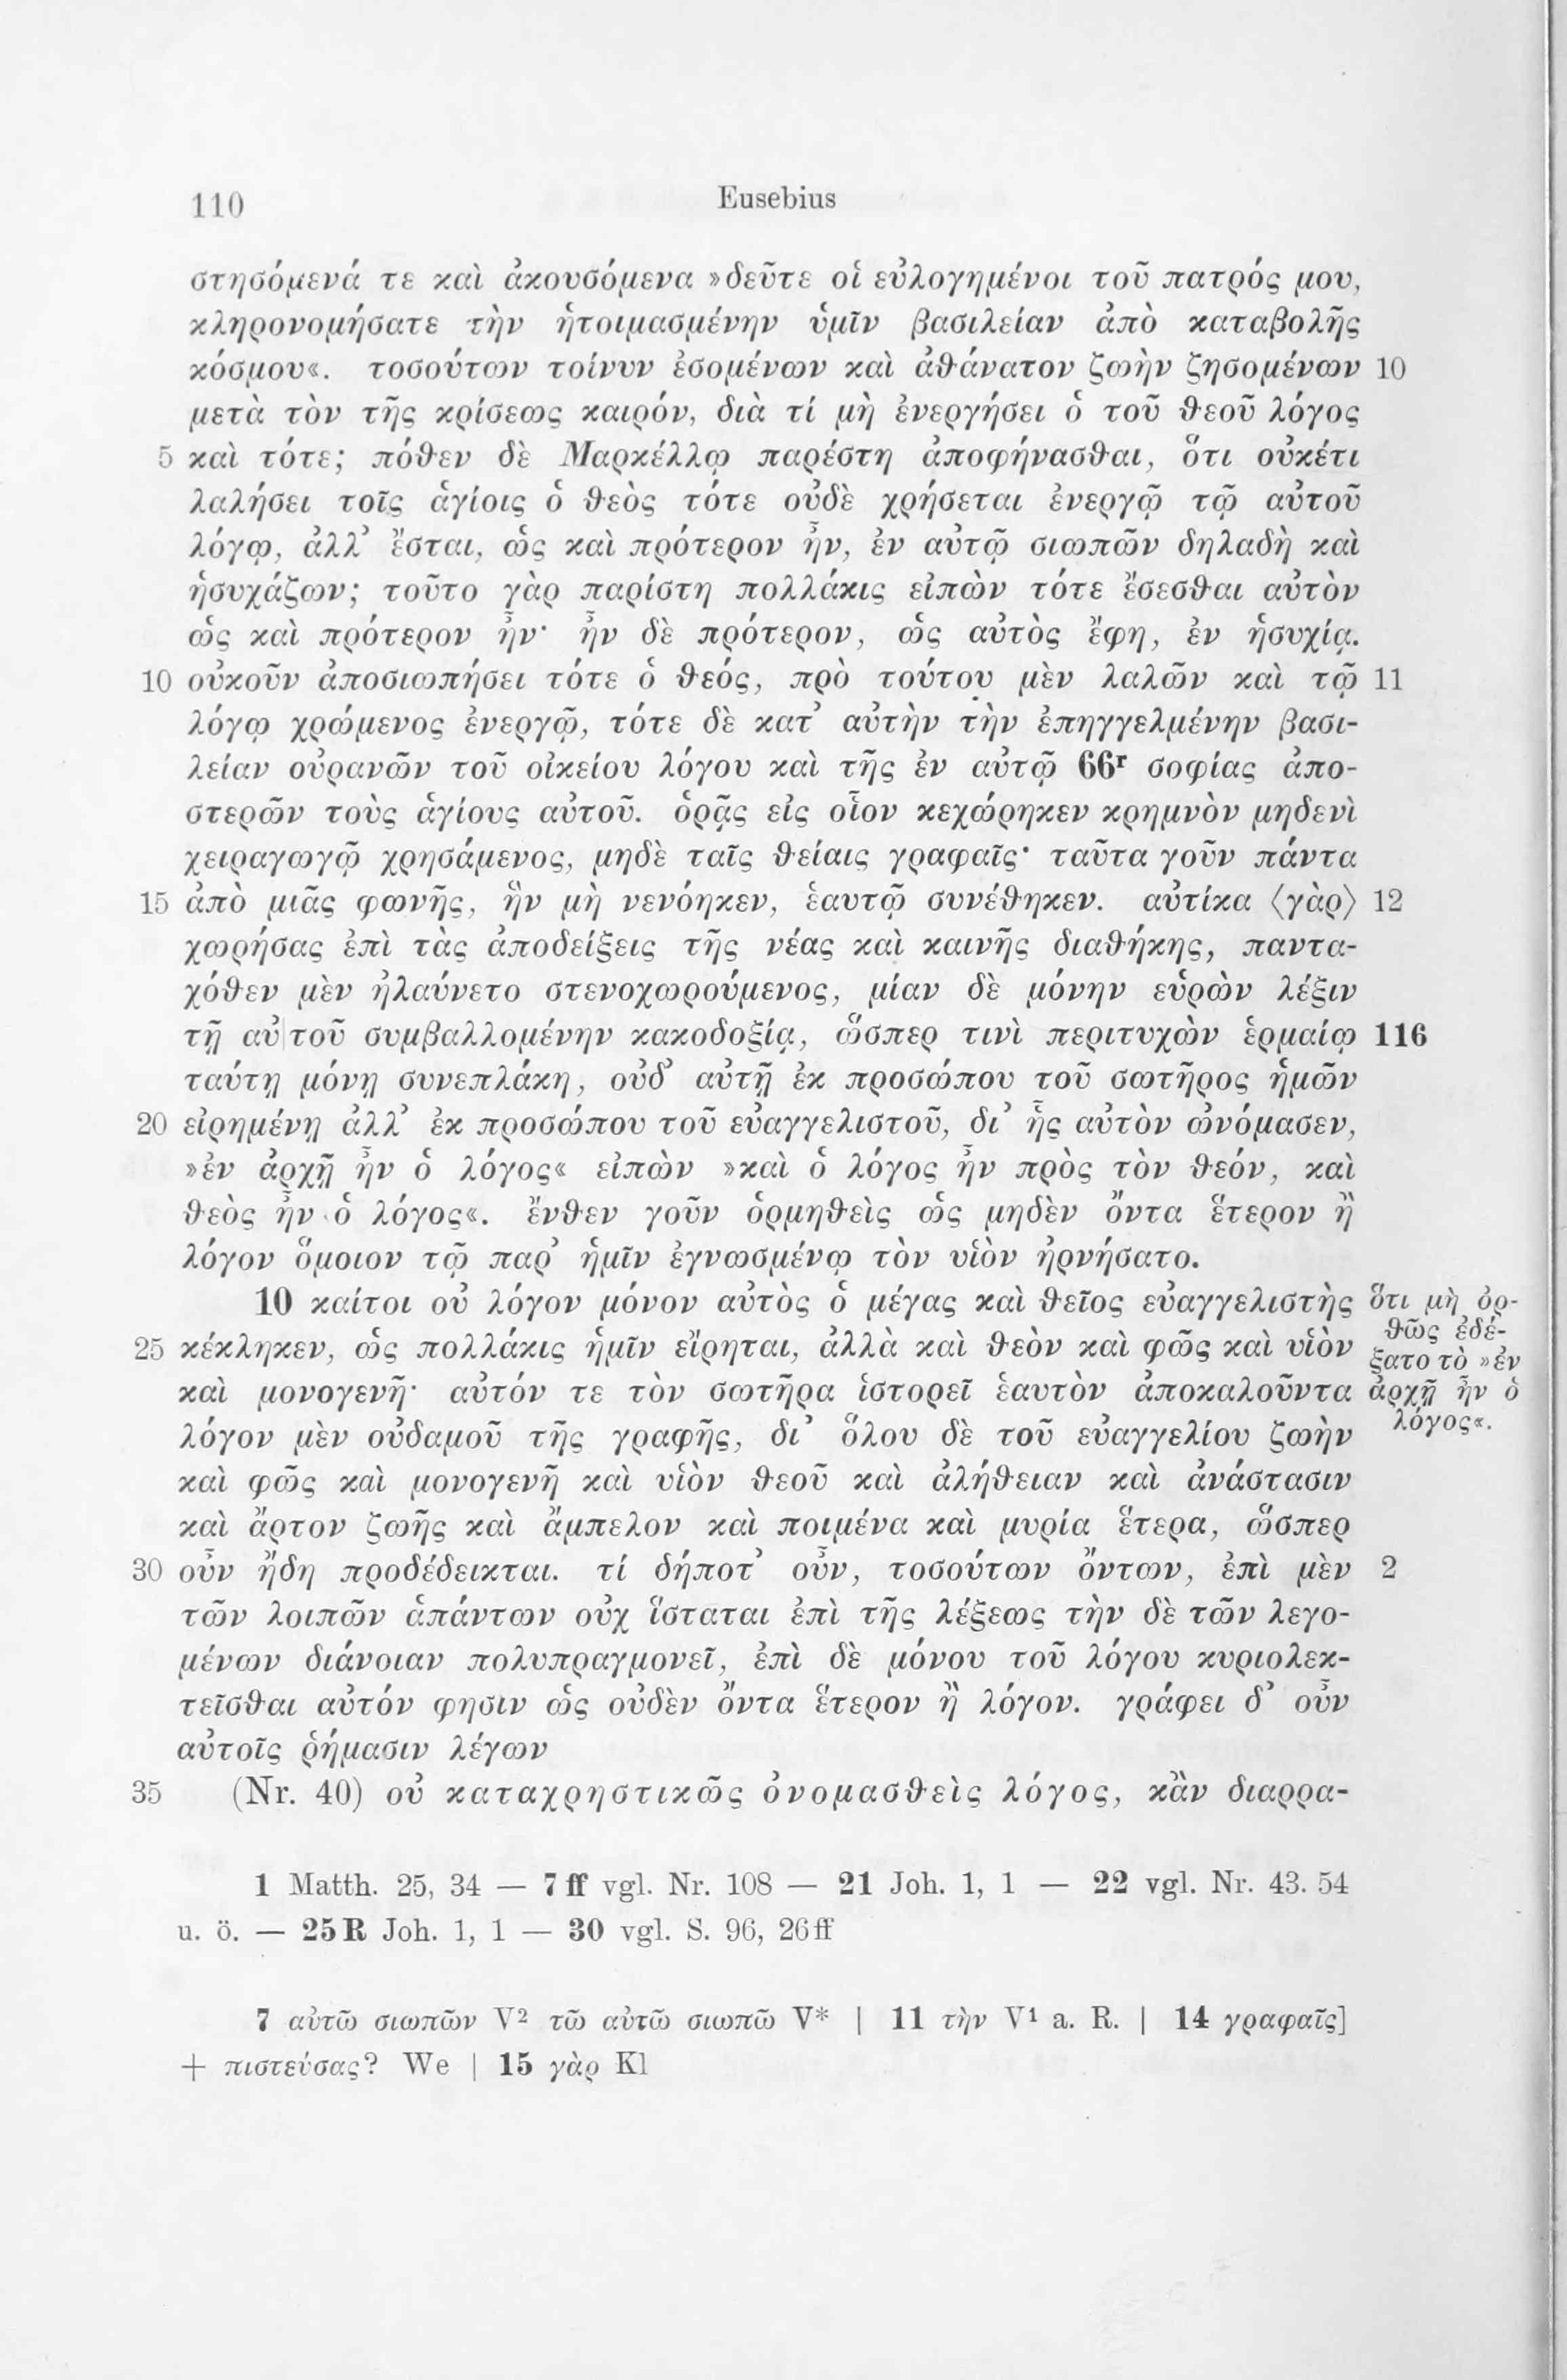 110
Eusebius
στησόμενά τε καὶ ἀκουσόμενα »δεῦτε οἱ εὐλογημένοι τοῦ πατρός μου,
κληρονομήσατε τὴν ἡτοιμασμένην ὑμῖν βασιλείαν ἀπὸ καταβολῆς
κόσμου«. τοσούτων τοίνυν ἐσομένων καὶ ἀθάνατον ζωὴν ζησομένων 10
μετὰ τὸν τῆς κρίσεως καιρόν, διὰ τί μὴ ἐνεργήσει ὁ τοῦ θεοῦ λόγος
5 καὶ τότε; πόθεν δὲ Μαρκέλλῳ παρέστη ἀποφήνασθαι, ὅτι οὐκέτι
λαλήσει τοῖς ἁγίοις ὁ θεὸς τότε οὐδὲ χρήσεται ἐνεργῷ τῷ αὐτοῦ
λόγῳ, ἀλλ’ ἔσται, ὡς καὶ πρότερον ἦν, ἐν αὐτῷ σιωπῶν δηλαδὴ καὶ
ἡσυχάζων; τοῦτο γὰρ παρίστη πολλάκις εἰπὼν τότε ἔσεσθαι αὐτὸν
ὡς καὶ πρότερον ἦν· ἦν δὲ πρότερον, ὡς αὐτὸς ἔφη, ἐν ἡσυχίᾳ.
10 οὐκοῦν ἀποσιωπήσει τότε ὁ θεός, πρὸ τούτου μὲν λαλῶν καὶ τῷ 11
λόγῳ χρώμενος ἐνεργῷ, τότε δὲ κατ’ αὐτὴν τὴν ἐπηγγελμένην βασι-
λείαν οὐρανῶν τοῦ οἰκείου λόγου καὶ τῆς ἐν αὐτῷ 66ʳ σοφίας ἀπο-
στερῶν τοὺς ἁγίους αὐτοῦ. ὁρᾷς εἰς οἷον κεχώρηκεν κρημνὸν μηδενὶ
χειραγωγῷ χρησάμενος, μηδὲ ταῖς θείαις γραφαῖς· ταῦτα γοῦν πάντα
15 ἀπὸ μιᾶς φωνῆς, ἣν μὴ νενόηκεν, ἑαυτῷ συνέθηκεν. αὐτίκα ⟨γὰρ⟩ 12
χωρήσας ἐπὶ τὰς ἀποδείξεις τῆς νέας καὶ καινῆς διαθήκης, παντα-
χόθεν μὲν ἠλαύνετο στενοχωρούμενος, μίαν δὲ μόνην εὑρὼν λέξιν
τῇ αὐ|τοῦ συμβαλλομένην κακοδοξίᾳ, ὥσπερ τινὶ περιτυχὼν ἑρμαίῳ 116
ταύτῃ μόνῃ συνεπλάκη, οὐδ’ αὐτῇ ἐκ προσώπου τοῦ σωτῆρος ἡμῶν
20 εἰρημένῃ ἀλλ’ ἐκ προσώπου τοῦ εὐαγγελιστοῦ, δι’ ἧς αὐτὸν ὠνόμασεν,
»ἐν ἀρχῇ ἦν ὁ λόγος« εἰπὼν »καὶ ὁ λόγος ἦν πρὸς τὸν θεόν, καὶ
θεὸς ἦν ὁ λόγος«. ἔνθεν γοῦν ὁρμηθεὶς ὡς μηδὲν ὄντα ἕτερον ἢ
λόγον ὅμοιον τῷ παρ’ ἡμῖν ἐγνωσμένῳ τὸν υἱὸν ἠρνήσατο.
10 καίτοι οὐ λόγον μόνον αὐτὸς ὁ μέγας καὶ θεῖος εὐαγγελιστὴς
25 κέκληκεν, ὡς πολλάκις ἡμῖν εἴρηται, ἀλλὰ καὶ θεὸν καὶ φῶς καὶ υἱὸν
καὶ μονογενῆ· αὐτόν τε τὸν σωτῆρα ἱστορεῖ ἑαυτὸν ἀποκαλοῦντα
λόγον μὲν οὐδαμοῦ τῆς γραφῆς, δι’ ὅλου δὲ τοῦ εὐαγγελίου ζωὴν
καὶ φῶς καὶ μονογενῆ καὶ υἱὸν θεοῦ καὶ ἀλήθειαν καὶ ἀνάστασιν
καὶ ἄρτον ζωῆς καὶ ἄμπελον καὶ ποιμένα καὶ μυρία ἕτερα, ὥσπερ
30 οὖν ἤδη προδέδεικται. τί δήποτ’ οὖν, τοσούτων ὄντων, ἐπὶ μὲν 2
τῶν λοιπῶν ἁπάντων οὐχ ἵσταται ἐπὶ τῆς λέξεως τὴν δὲ τῶν λεγο-
μένων διάνοιαν πολυπραγμονεῖ, ἐπὶ δὲ μόνου τοῦ λόγου κυριολεκ-
τεῖσθαι αὐτόν φησιν ὡς οὐδὲν ὄντα ἕτερον ἢ λόγον. γράφει δ’ οὖν
αὐτοῖς ῥήμασιν λέγων
35 (Nr. 40) οὐ καταχρηστικῶς ὀνομασθεὶς λόγος, κἂν διαρρα-
ὅτι μὴ ὀρ-
θῶς ἐδέ-
ξατο τὸ »ἐν
ἀρχῇ ἦν ὁ
λόγος«.
1 Matth. 25, 34 — 7 ff vgl. Nr. 108 — 21 Joh. 1, 1 — 22 vgl. Nr. 43. 54
u. ö. — 25 R Joh. 1, 1 — 30 vgl. S. 96, 26 ff
7 αὐτῶ σιωπῶν V² τῶ αὐτῶ σιωπῶ V* | 11 τὴν V¹ a. R. | 14 γραφαῖς]
+ πιστεύσας? We | 15 γὰρ Kl